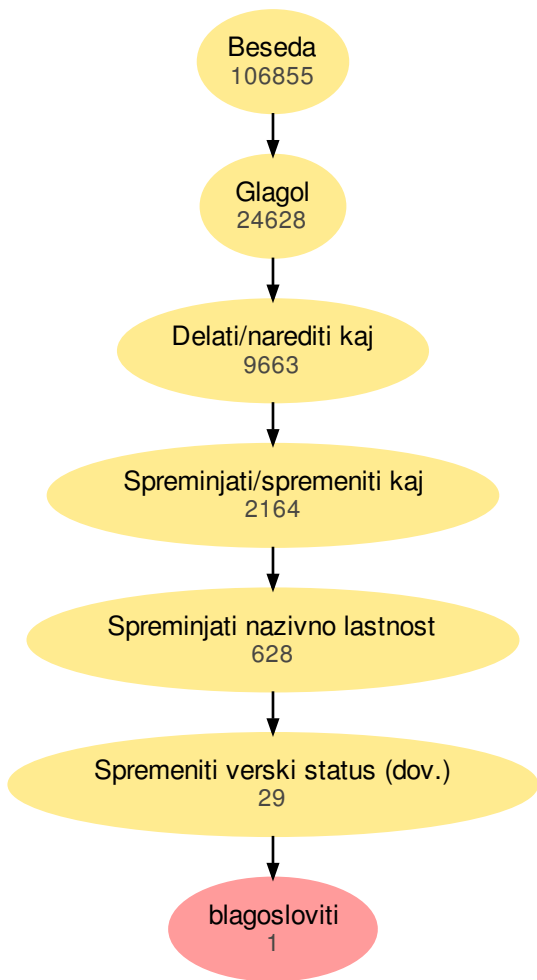 Beseda
106855
Glagol
24628
Delati/narediti kaj
9663
Spreminjati/spremeniti kaj
2164
Spreminjati nazivno lastnost
628
Spremeniti verski status (dov.)
29
blagosloviti
1